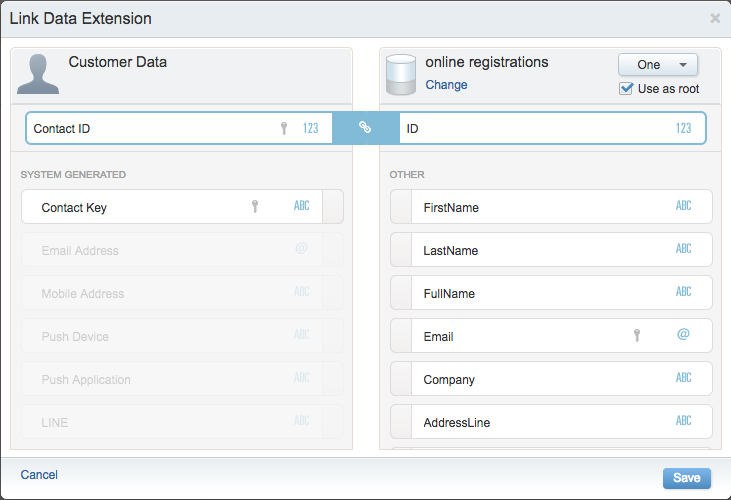 Link Data Extension
Customer Data
online registrations
One
Change
Use as root
Contact ID 123
ID 123
SYSTEM GENERATED
OTHER
Contact Key ABC
FirstName ABC
Email Address @
LastName ABC
Mobile Address ABC
FullName ABC
Push Device ABC
Email @
Push Application ABC
Company ABC
LINE ABC
AddressLine ABC
Cancel
Save